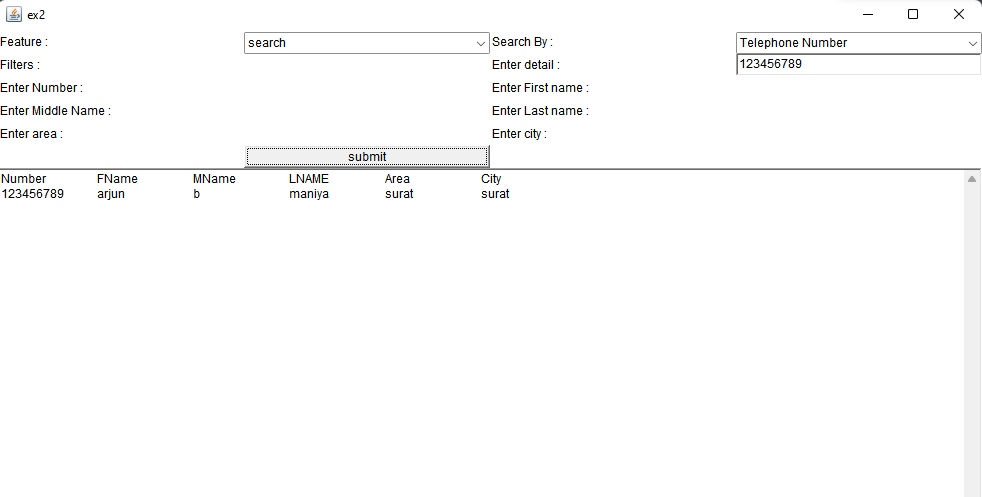 ex2
Feature : search Search By : Telephone Number
Filters : Enter detail : 123456789
Enter Number : Enter First name :
Enter Middle Name : Enter Last name :
Enter area : Enter city :
submit
Number FName MName LNAME Area City
123456789 arjun b maniya surat surat